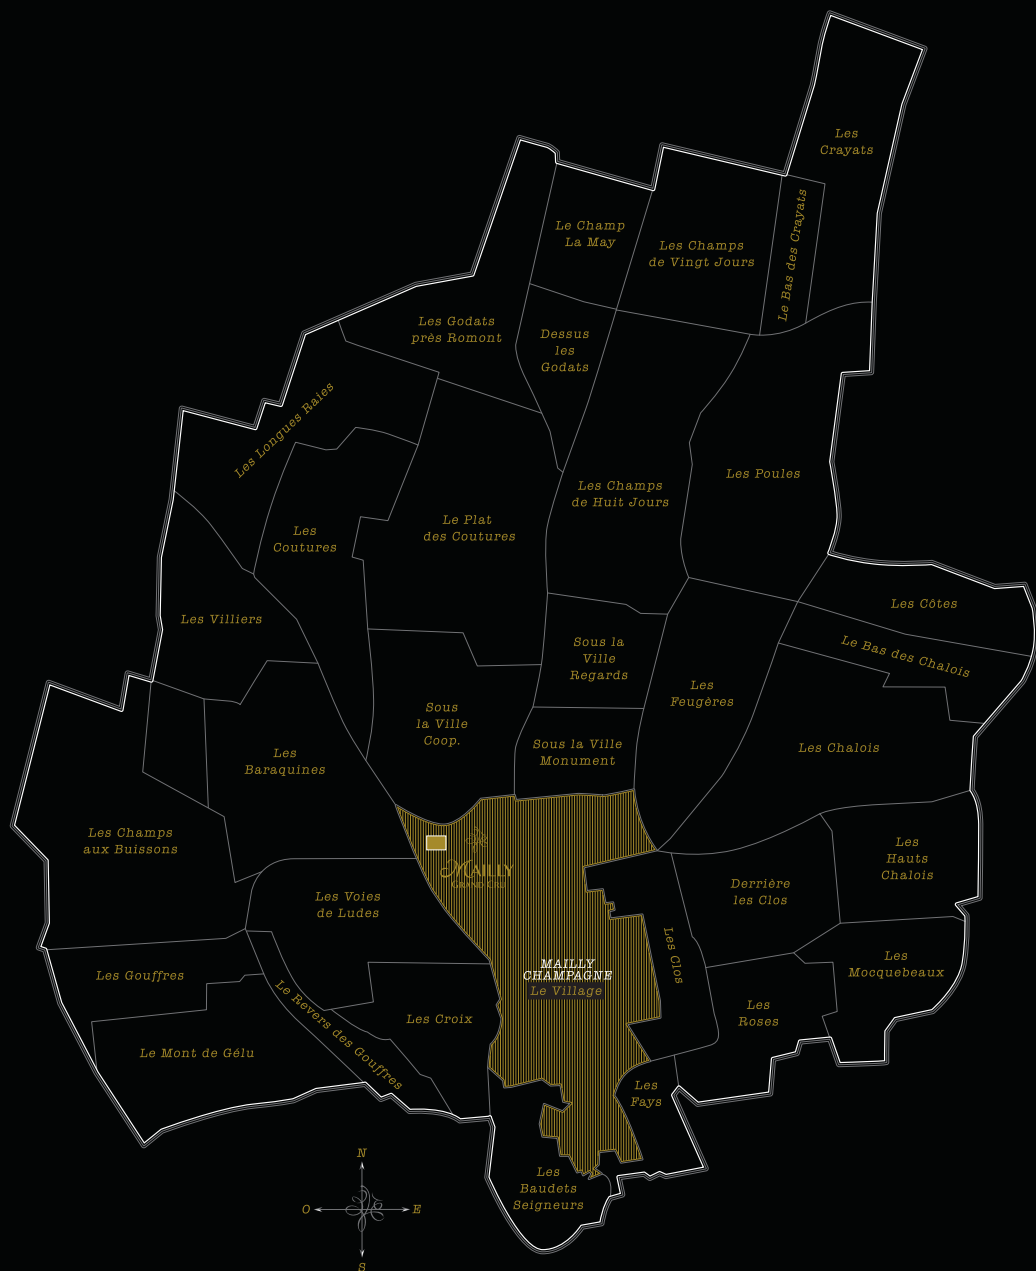 Les
Crayats
Le Champ
La May
Les Champs
de Vingt Jours
Le Bas des Crayats
Les Godats
près Romont
Dessus
les
Godats
Les Longues Raies
Les Poules
Les Champs
de Huit Jours
Le Plat
des Coutures
Les
Coutures
Les Côtes
Les Villiers
Sous la
Ville
Regards
Le Bas des Chalois
Les
Feugères
Sous
la Ville
Coop.
Sous la Ville
Monument
Les Chalois
Les
Baraquines
Les Champs
aux Buissons
Les
Hauts
Chalois
MAILLY
GRAND CRU
Derrière
les Clos
Les Voies
de Ludes
Les Clos
Les
Mocquebeaux
MAILLY
CHAMPAGNE
Le Village
Les Gouffres
Les
Roses
Les Croix
Le Revers des Gouffres
Le Mont de Gélu
Les
Fays
Les
Baudets
Seigneurs
N
O
E
S